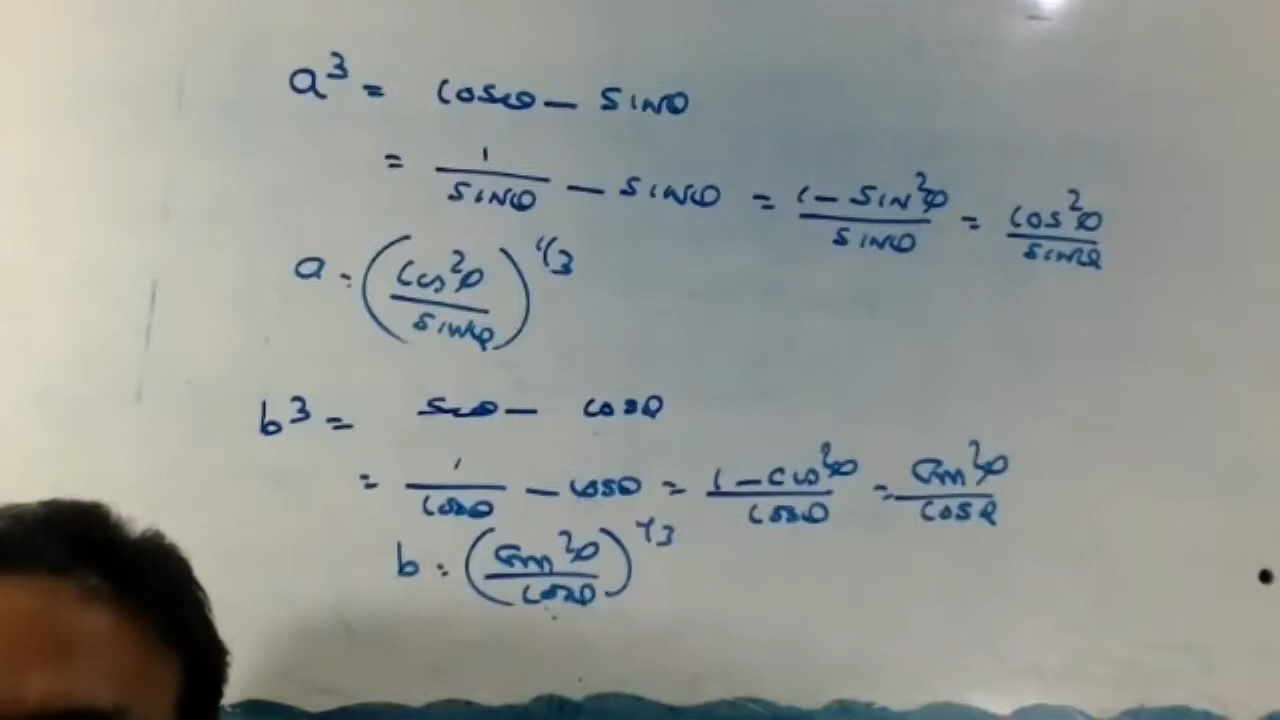 a³ = cosecθ − sinθ
= 1/sinθ − sinθ = (1 − sin²θ)/sinθ = cos²θ/sinθ
a = (cos²θ/sinθ)^1/3
b³ = secθ − cosθ
= 1/cosθ − cosθ = (1 − cos²θ)/cosθ = sin²θ/cosθ
b = (sin²θ/cosθ)^1/3